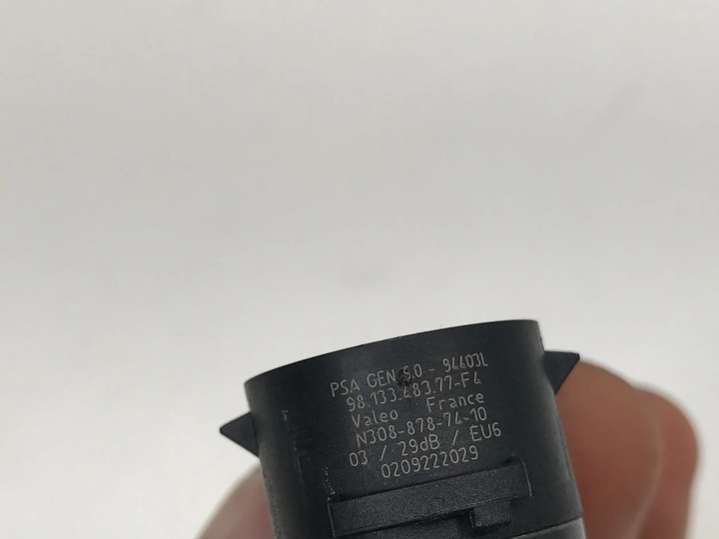 PSA GEN 5.0 - 94403L
98.133.483.77-F4
Valeo France
N308-878-74-10
03 / 29dB / EU6
0209222029